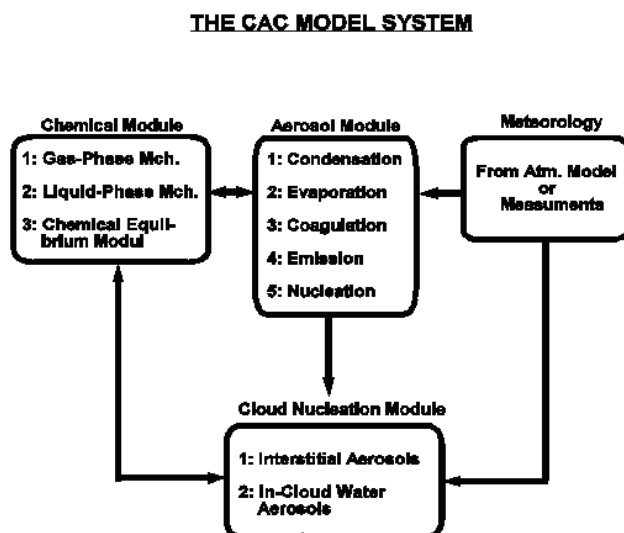 THE CAC MODEL SYSTEM
Chemical Module
1: Gas-Phase Mch.
2: Liquid-Phase Mch.
3: Chemical Equili-
brium Modul
Aerosol Module
1: Condensation
2: Evaporation
3: Coagulation
4: Emission
5: Nucleation
Meteorology
From Atm. Model
or
Measuments
Cloud Nucleation Module
1: Interstitial Aerosols
2: In-Cloud Water
Aerosols